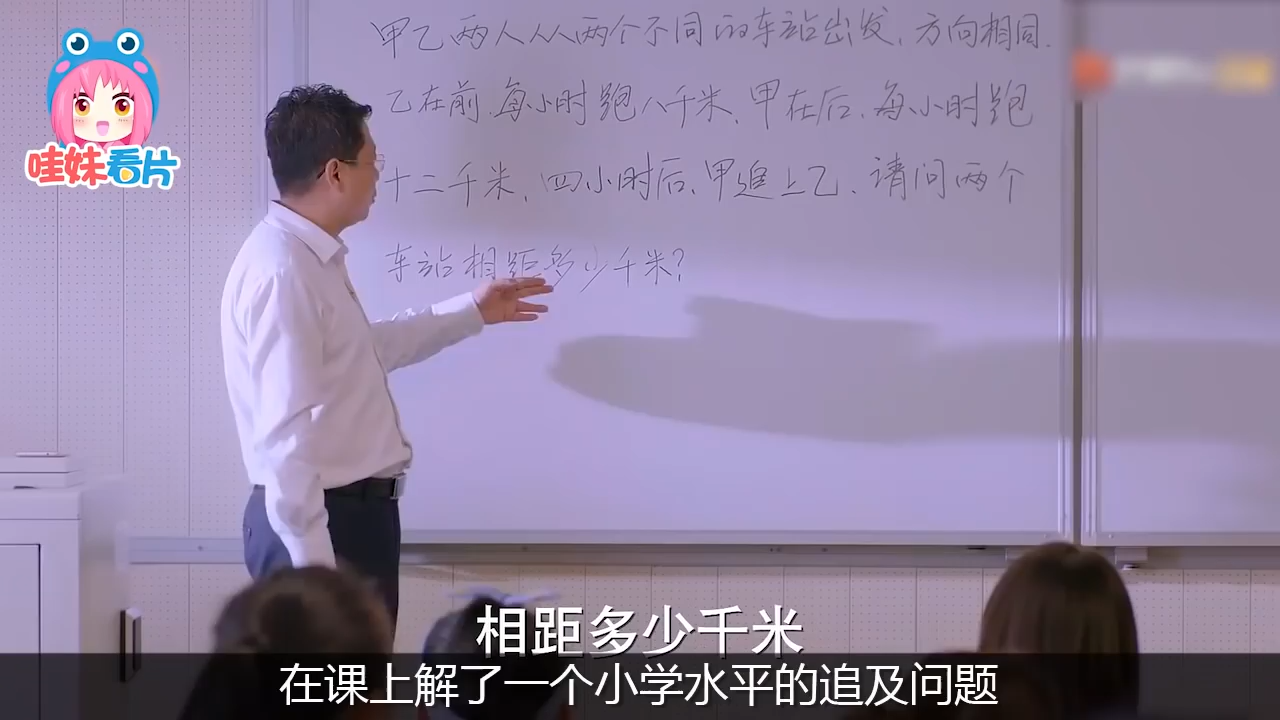 甲乙两人从两个不同的车站出发，方向相同.
乙在前，每小时跑八千米，甲在后，每小时跑
十二千米，四小时后，甲追上乙，请问两个
车站相距多少千米？
哇妹看片
相距多少千米
在课上解了一个小学水平的追及问题